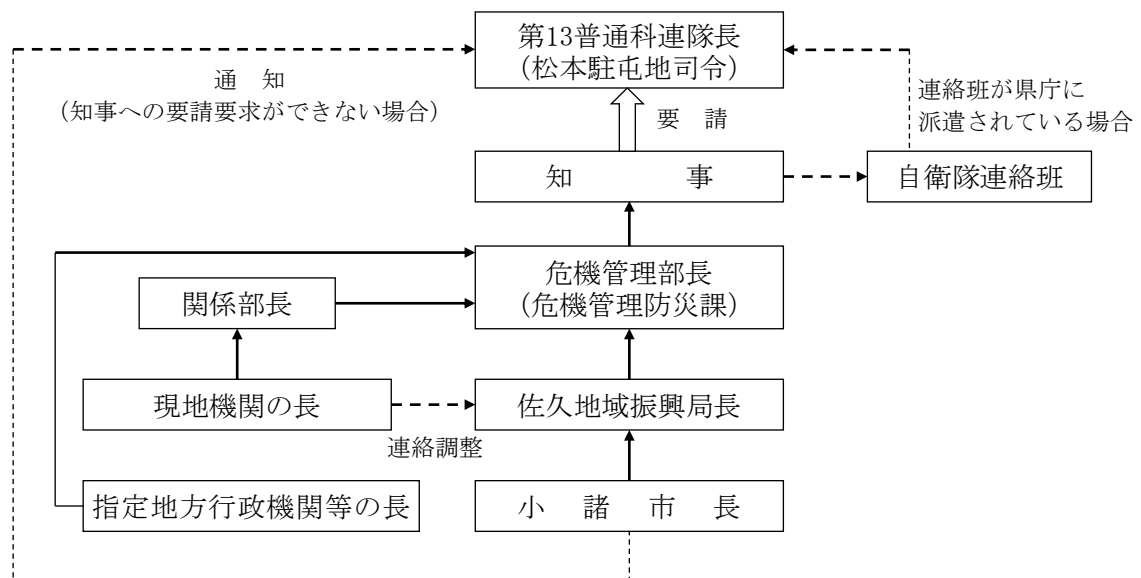 第13普通科連隊長
（松本駐屯地司令）
通　知
（知事への要請要求ができない場合）
要　請
連絡班が県庁に
派遣されている場合
知　　　事
自衛隊連絡班
危機管理部長
（危機管理防災課）
関係部長
現地機関の長
佐久地域振興局長
連絡調整
指定地方行政機関等の長
小　諸　市　長